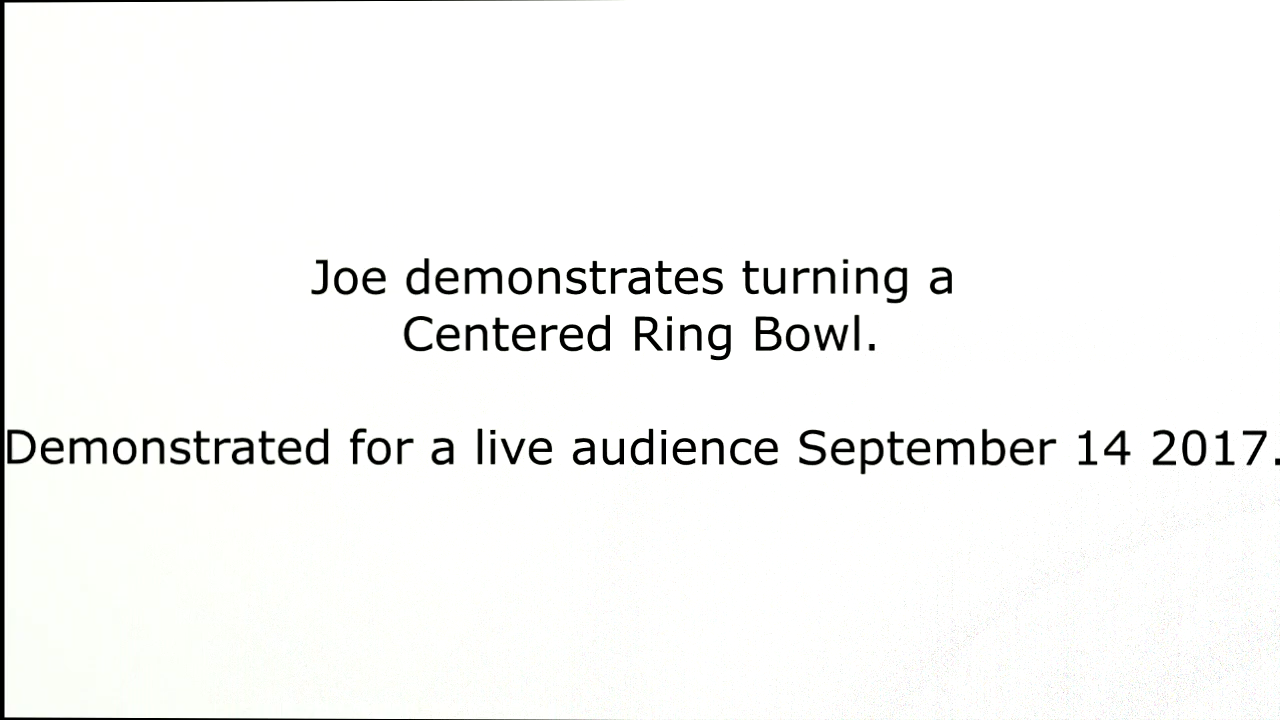 Joe demonstrates turning a
Centered Ring Bowl.
Demonstrated for a live audience September 14 2017.